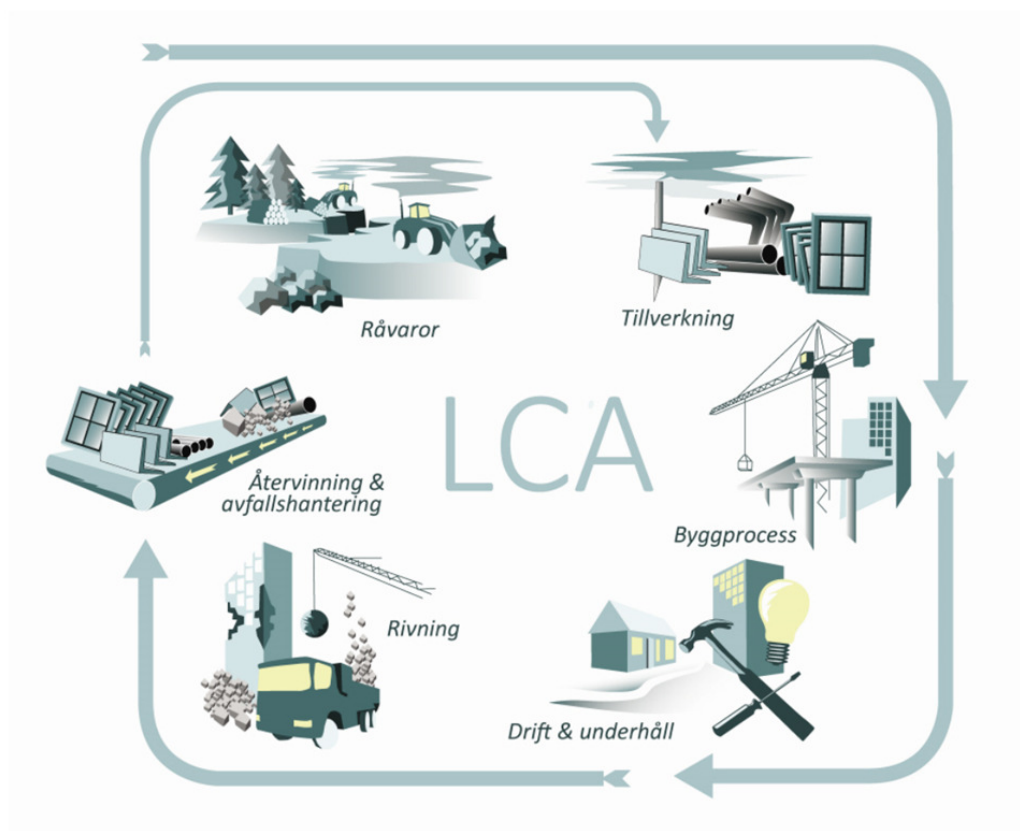 Råvaror
Tillverkning
LCA
Återvinning &
avfallshantering
Byggprocess
Rivning
Drift & underhåll